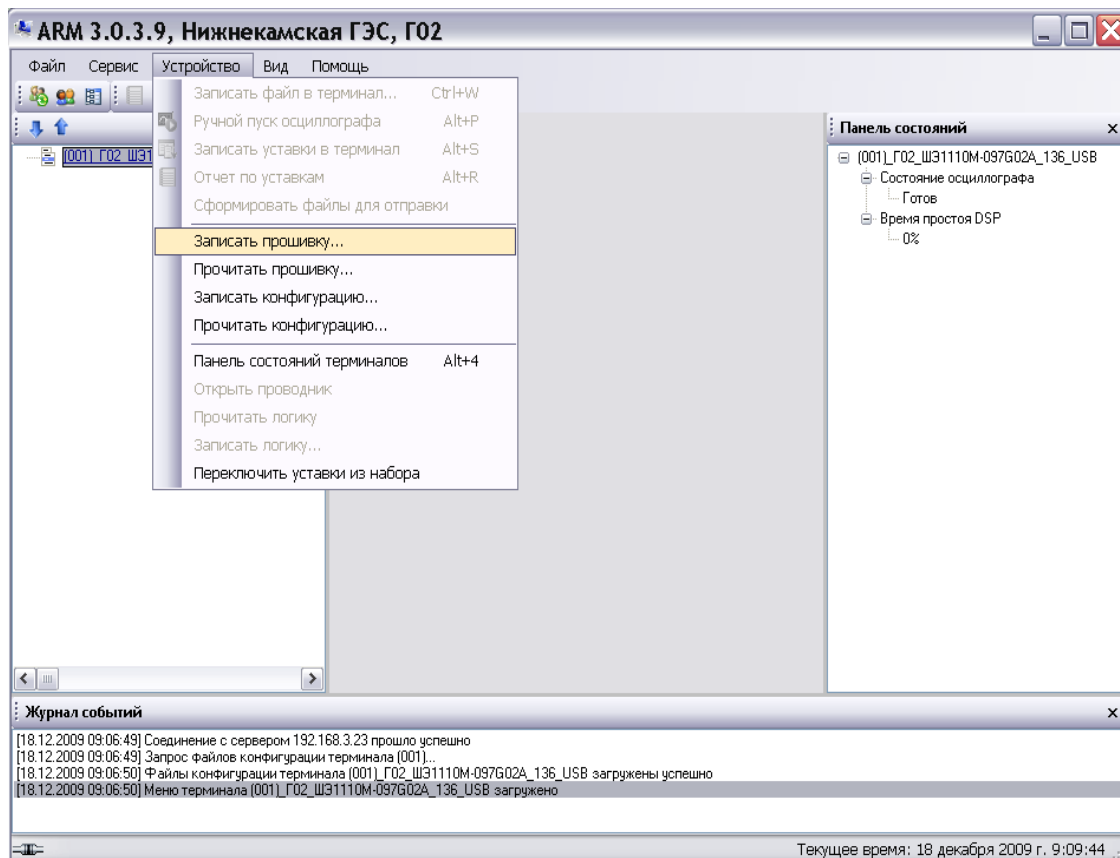 ARM 3.0.3.9, Нижнекамская ГЭС, ГО2
Файл Сервис Устройство Вид Помощь
Записать файл в терминал... Ctrl+W
Ручной пуск осциллографа Alt+P
Записать уставки в терминал Alt+S
Отчет по уставкам Alt+R
Сформировать файлы для отправки
Записать прошивку...
Прочитать прошивку...
Записать конфигурацию...
Прочитать конфигурацию...
Панель состояний терминалов Alt+4
Открыть проводник
Прочитать логику
Записать логику...
Переключить уставки из набора
(001)_Г02_ШЭ1
Панель состояний
(001)_Г02_ШЭ1110М-097G02A_136_USB
Состояние осциллографа
Готов
Время простоя DSP
0%
Журнал событий
[18.12.2009 09:06:49] Соединение с сервером 192.168.3.23 прошло успешно
[18.12.2009 09:06:49] Запрос файлов конфигурации терминала (001)...
[18.12.2009 09:06:50] Файлы конфигурации терминала (001)_Г02_ШЭ1110М-097G02A_136_USB загружены успешно
[18.12.2009 09:06:50] Меню терминала (001)_Г02_ШЭ1110М-097G02A_136_USB загружено
Текущее время: 18 декабря 2009 г. 9:09:44